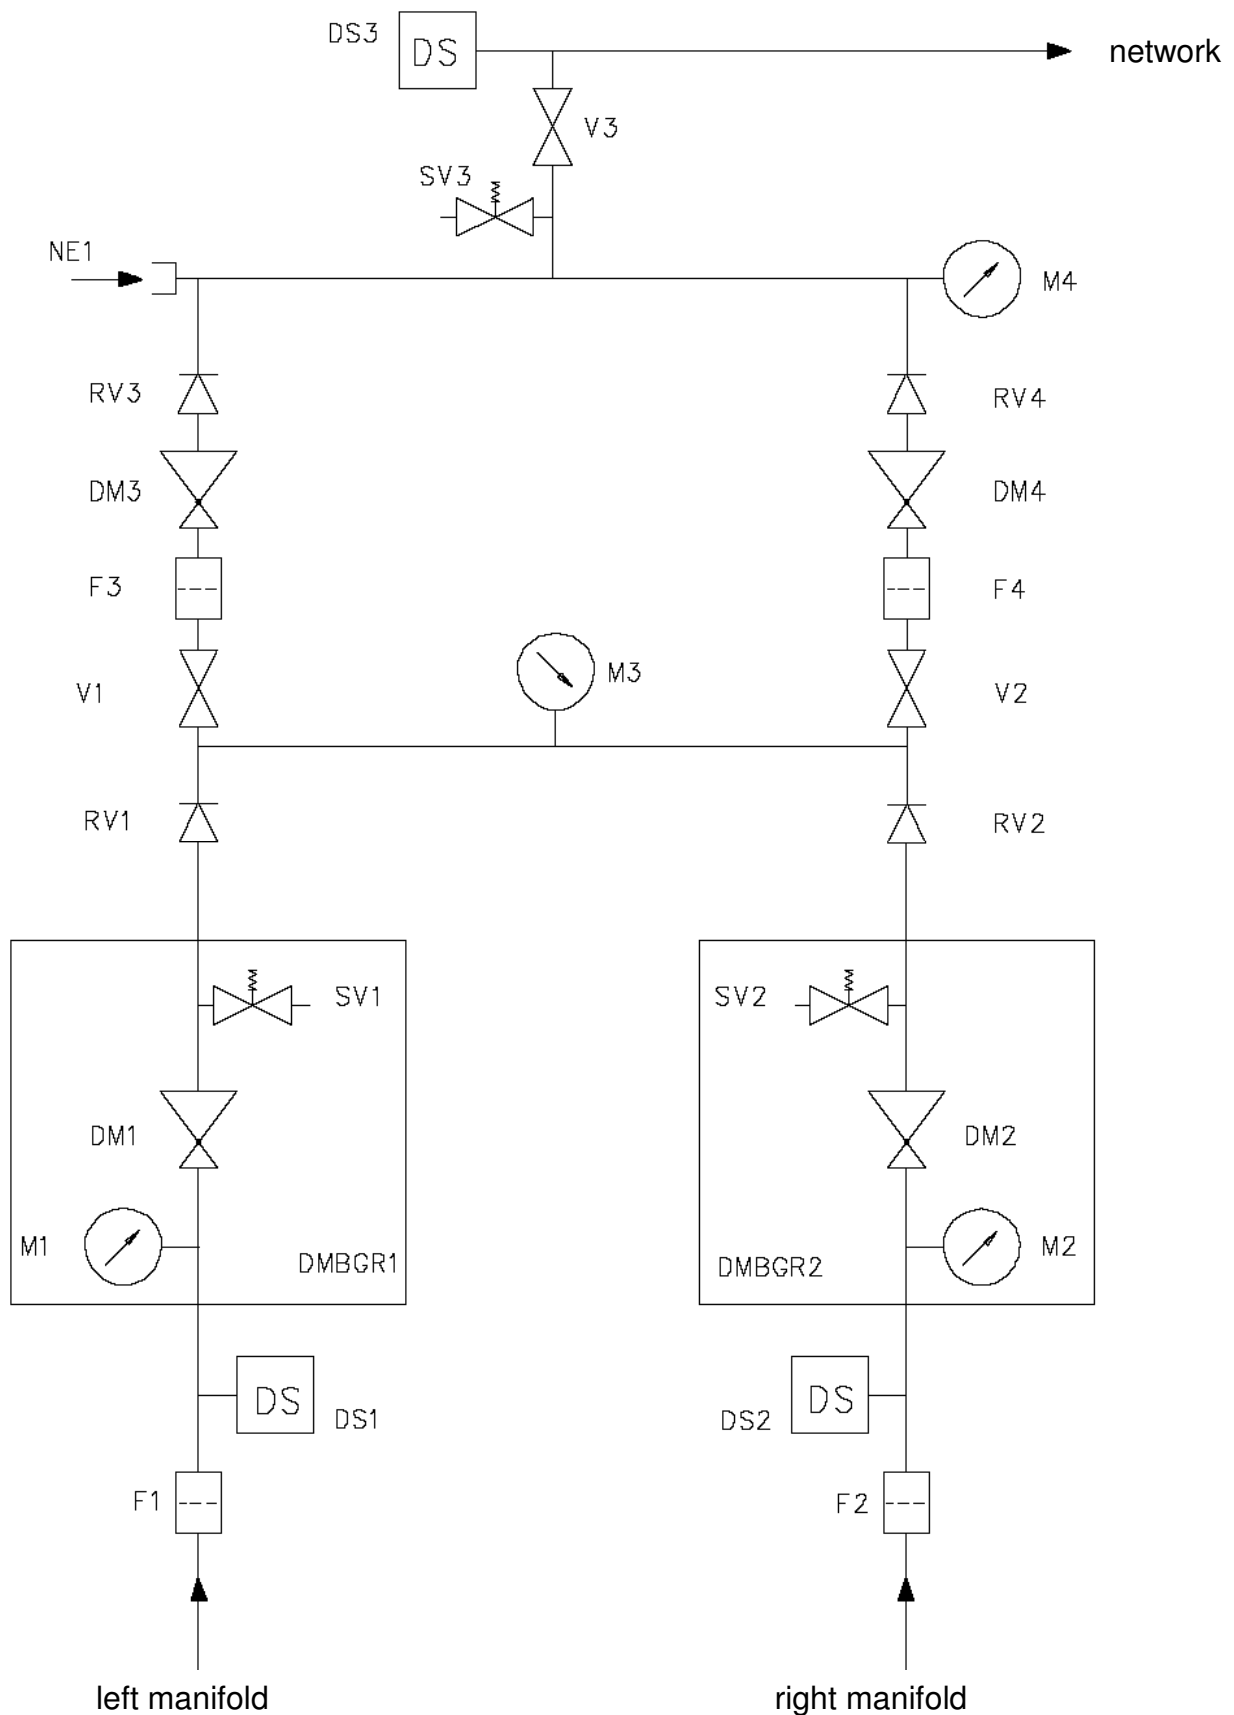 DS3 DS network
V3
SV3
NE1
M4
RV3 RV4
DM3 DM4
F3 F4
M3
V1 V2
RV1 RV2
SV1 SV2
DM1 DM2
M1 DMBGR1 DMBGR2 M2
DS DS1 DS DS2
F1 F2
left manifold right manifold